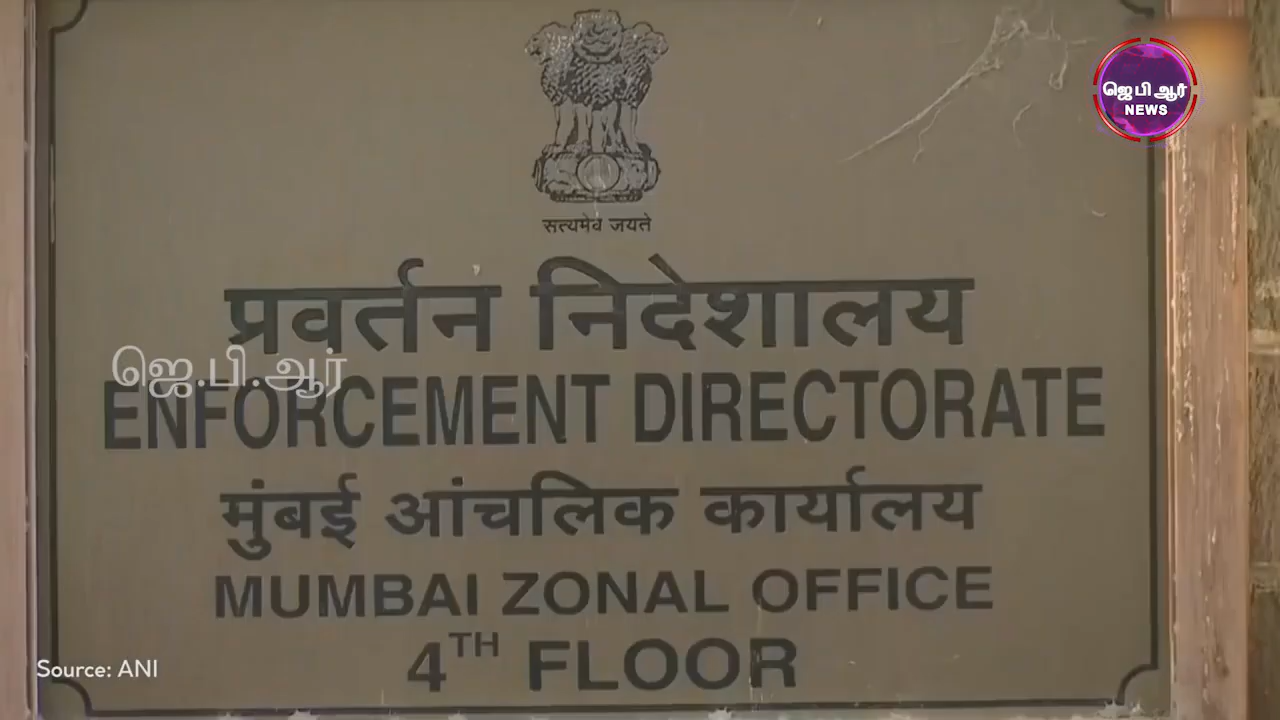 ஜெ பி ஆர்
NEWS
सत्यमेव जयते
प्रवर्तन निदेशालय
ஜெ.பி.ஆர்
ENFORCEMENT DIRECTORATE
मुंबई आंचलिक कार्यालय
MUMBAI ZONAL OFFICE
4TH FLOOR
Source: ANI